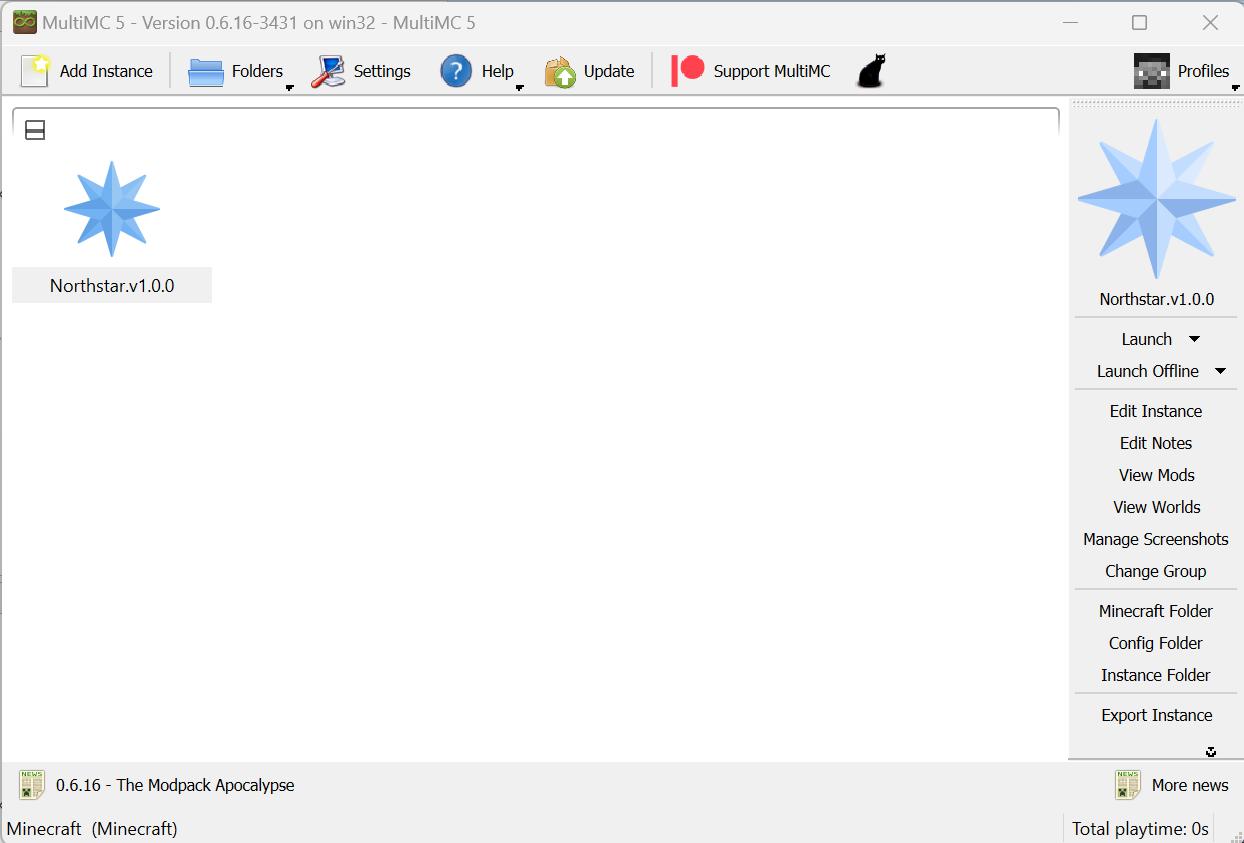 MultiMC 5 - Version 0.6.16-3431 on win32 - MultiMC 5
Add Instance Folders Settings Help Update Support MultiMC Profiles
Northstar.v1.0.0
Northstar.v1.0.0
Launch
Launch Offline
Edit Instance
Edit Notes
View Mods
View Worlds
Manage Screenshots
Change Group
Minecraft Folder
Config Folder
Instance Folder
Export Instance
NEWS 0.6.16 - The Modpack Apocalypse NEWS More news
Minecraft (Minecraft) Total playtime: 0s